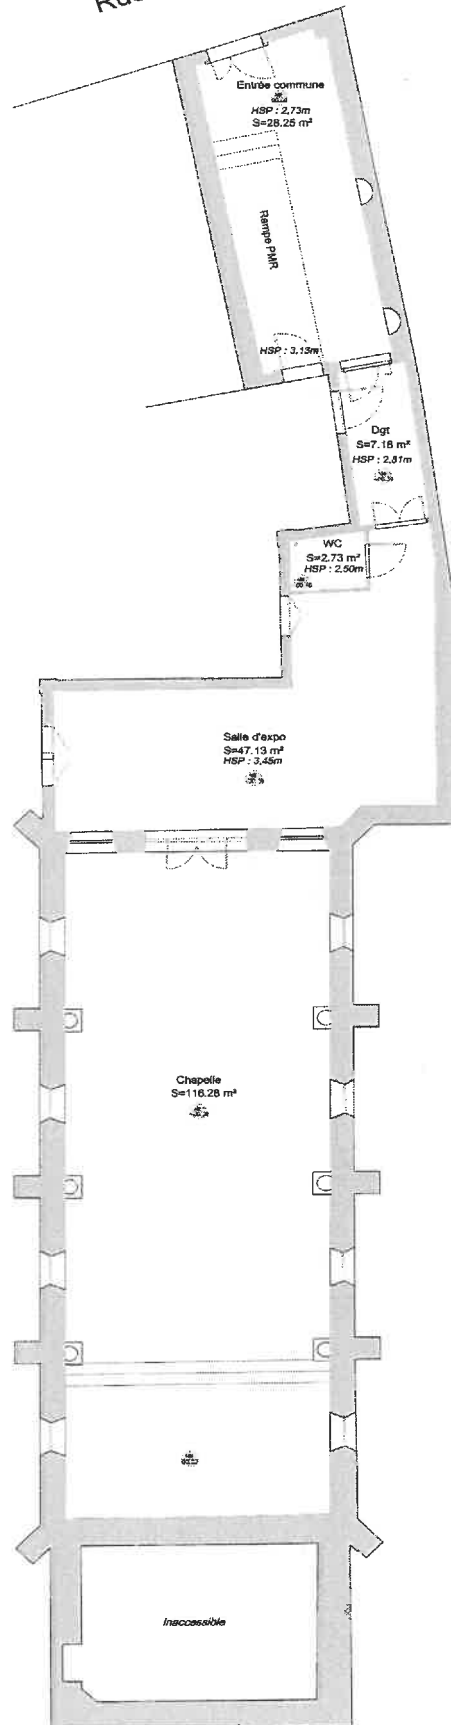 Entrée commune
HSP : 2,73m
S=28.25 m²
Rampe PMR
HSP : 3,13m
Dgt
S=7.18 m²
HSP : 2,81m
WC
S=2.73 m²
HSP : 2,50m
Salle d'expo
S=47.13 m²
HSP : 3,45m
Chapelle
S=116.28 m²
Inaccessible